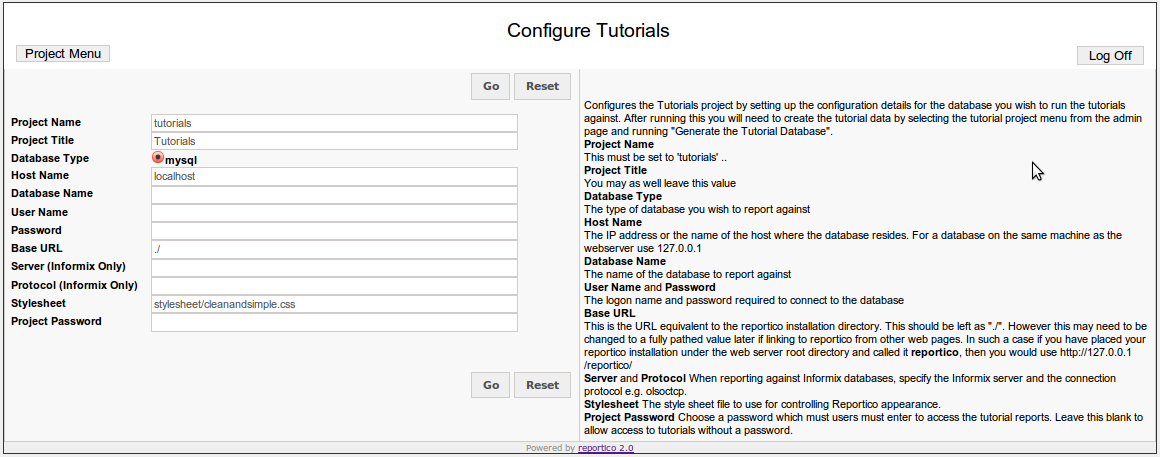 Configure Tutorials
Project Menu
Log Off
Go Reset
Project Name tutorials
Project Title Tutorials
Database Type mysql
Host Name localhost
Database Name
User Name
Password
Base URL ./
Server (Informix Only)
Protocol (Informix Only)
Stylesheet stylesheet/cleanandsimple.css
Project Password
Go Reset
Configures the Tutorials project by setting up the configuration details for the database you wish to run the tutorials
against. After running this you will need to create the tutorial data by selecting the tutorial project menu from the admin
page and running "Generate the Tutorial Database".
Project Name
This must be set to 'tutorials' ..
Project Title
You may as well leave this value
Database Type
The type of database you wish to report against
Host Name
The IP address or the name of the host where the database resides. For a database on the same machine as the
webserver use 127.0.0.1
Database Name
The name of the database to report against
User Name and Password
The logon name and password required to connect to the database
Base URL
This is the URL equivalent to the reportico installation directory. This should be left as "./". However this may need to be
changed to a fully pathed value later if linking to reportico from other web pages. In such a case if you have placed your
reportico installation under the web server root directory and called it reportico, then you would use http://127.0.0.1
/reportico/
Server and Protocol When reporting against Informix databases, specify the Informix server and the connection
protocol e.g. olsoctcp.
Stylesheet The style sheet file to use for controlling Reportico appearance.
Project Password Choose a password which must users must enter to access the tutorial reports. Leave this blank to
allow access to tutorials without a password.
Powered by reportico 2.0